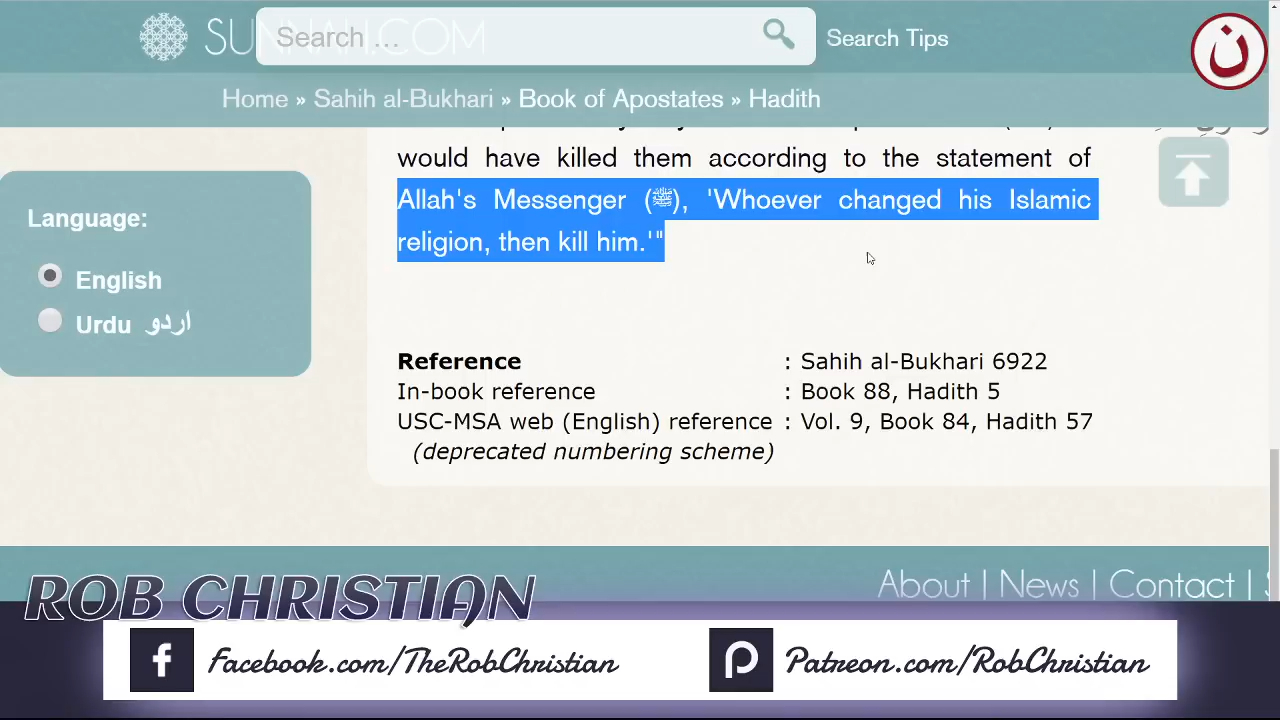 SUNNAH.COM
Search ...
Search Tips
ن
Home » Sahih al-Bukhari » Book of Apostates » Hadith
would have killed them according to the statement of
Allah's Messenger (ﷺ), 'Whoever changed his Islamic
religion, then kill him.'"
Language:
English
Urdu اردو
Reference : Sahih al-Bukhari 6922
In-book reference : Book 88, Hadith 5
USC-MSA web (English) reference : Vol. 9, Book 84, Hadith 57
(deprecated numbering scheme)
About | News | Contact |
ROB CHRISTIAN
Facebook.com/TheRobChristian
Patreon.com/RobChristian